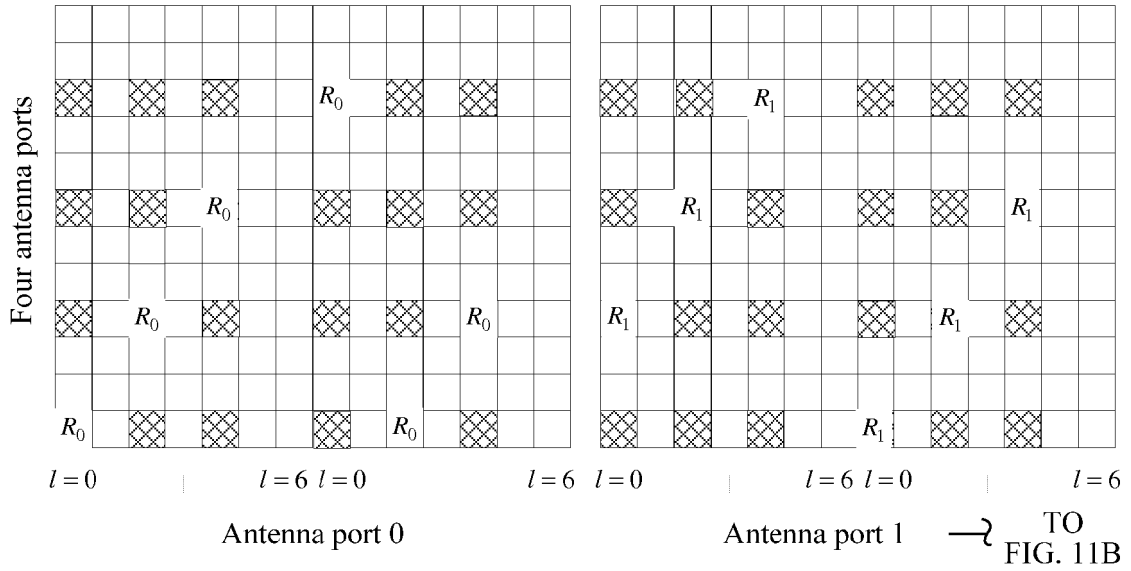 Four antenna ports
R0 R1
R0 R1 R1
R0 R0 R1 R1
R0 R0 R1
l = 0 l = 6 l = 0 l = 6 l = 0 l = 6 l = 0 l = 6
Antenna port 0 Antenna port 1 TO
FIG. 11B